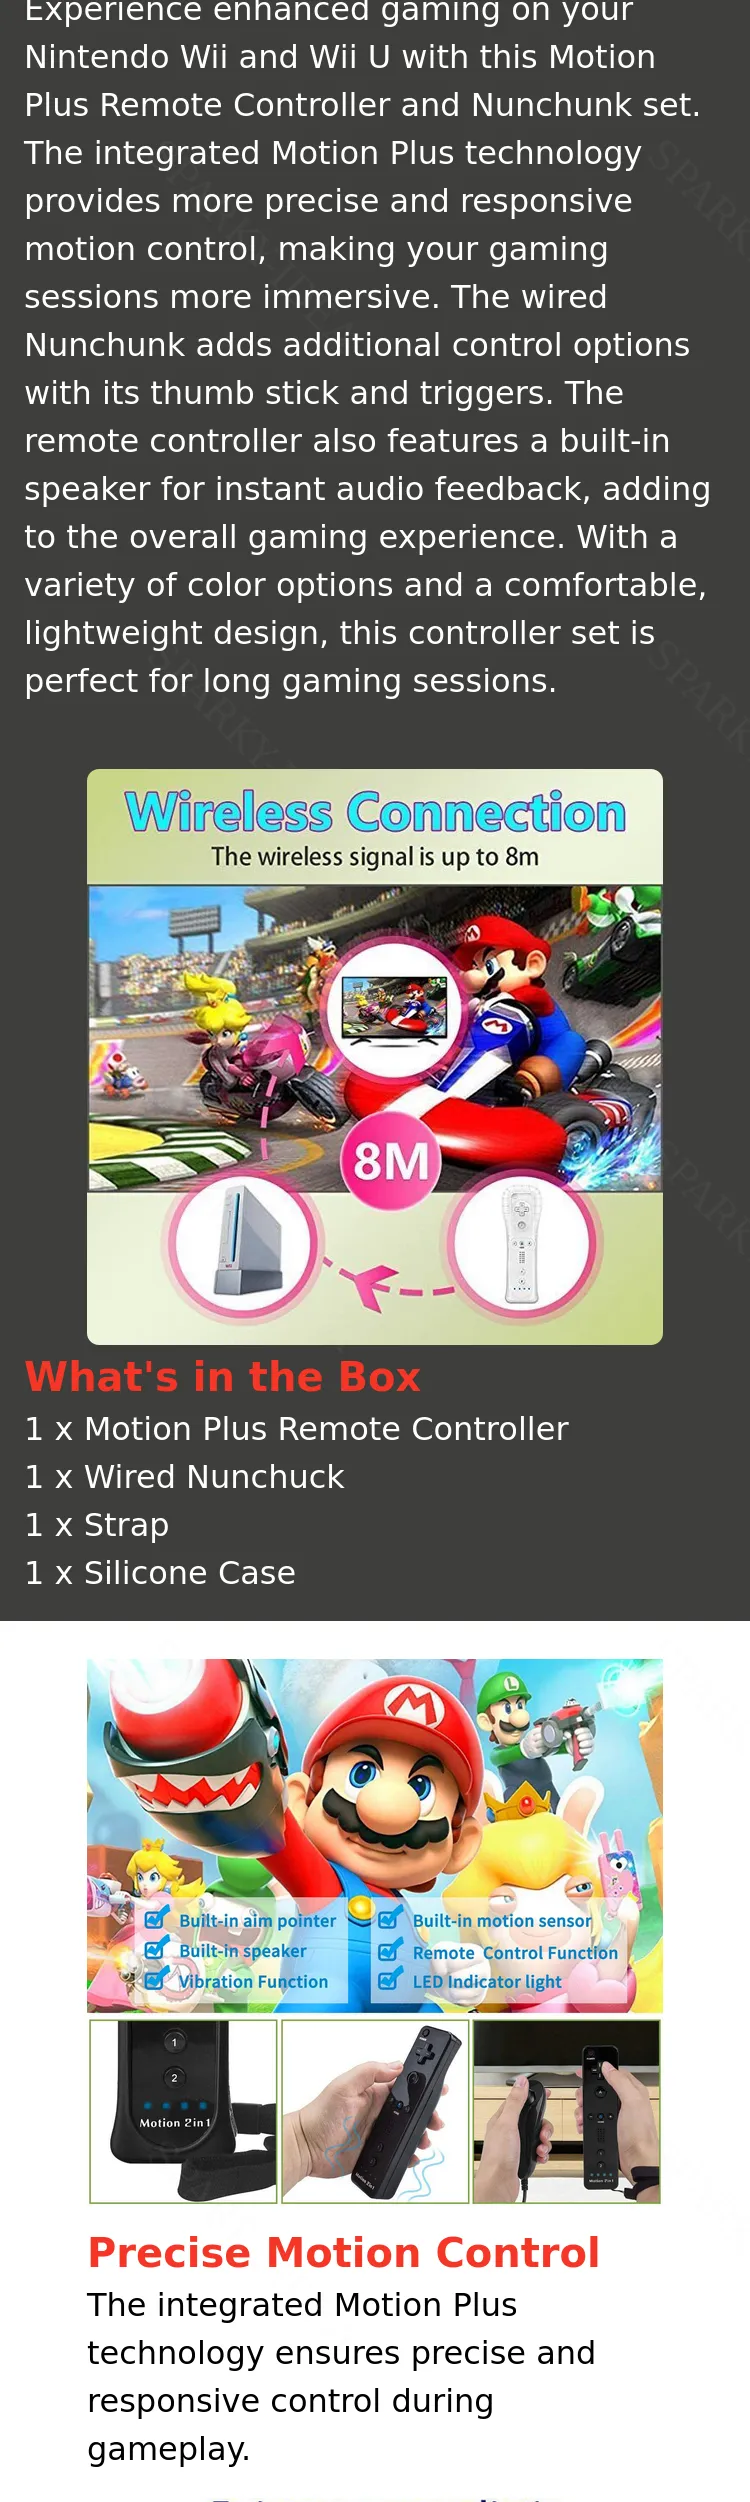 Experience enhanced gaming on your
Nintendo Wii and Wii U with this Motion
Plus Remote Controller and Nunchunk set.
The integrated Motion Plus technology
provides more precise and responsive
motion control, making your gaming
sessions more immersive. The wired
Nunchunk adds additional control options
with its thumb stick and triggers. The
remote controller also features a built-in
speaker for instant audio feedback, adding
to the overall gaming experience. With a
variety of color options and a comfortable,
lightweight design, this controller set is
perfect for long gaming sessions.
Wireless Connection
The wireless signal is up to 8m
8M
What's in the Box
1 x Motion Plus Remote Controller
1 x Wired Nunchuck
1 x Strap
1 x Silicone Case
Built-in aim pointer
Built-in speaker
Vibration Function
Built-in motion sensor
Remote Control Function
LED Indicator light
1
2
Motion 2in1
Precise Motion Control
The integrated Motion Plus
technology ensures precise and
responsive control during
gameplay.